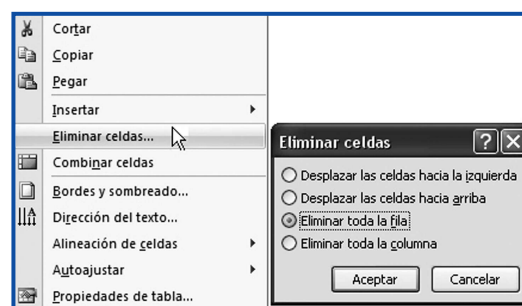 Cortar
Copiar
Pegar
Insertar
Eliminar celdas...
Combinar celdas
Bordes y sombreado...
Dirección del texto...
Alineación de celdas
Autoajustar
Propiedades de tabla...
Eliminar celdas
Desplazar las celdas hacia la izquierda
Desplazar las celdas hacia arriba
Eliminar toda la fila
Eliminar toda la columna
Aceptar
Cancelar